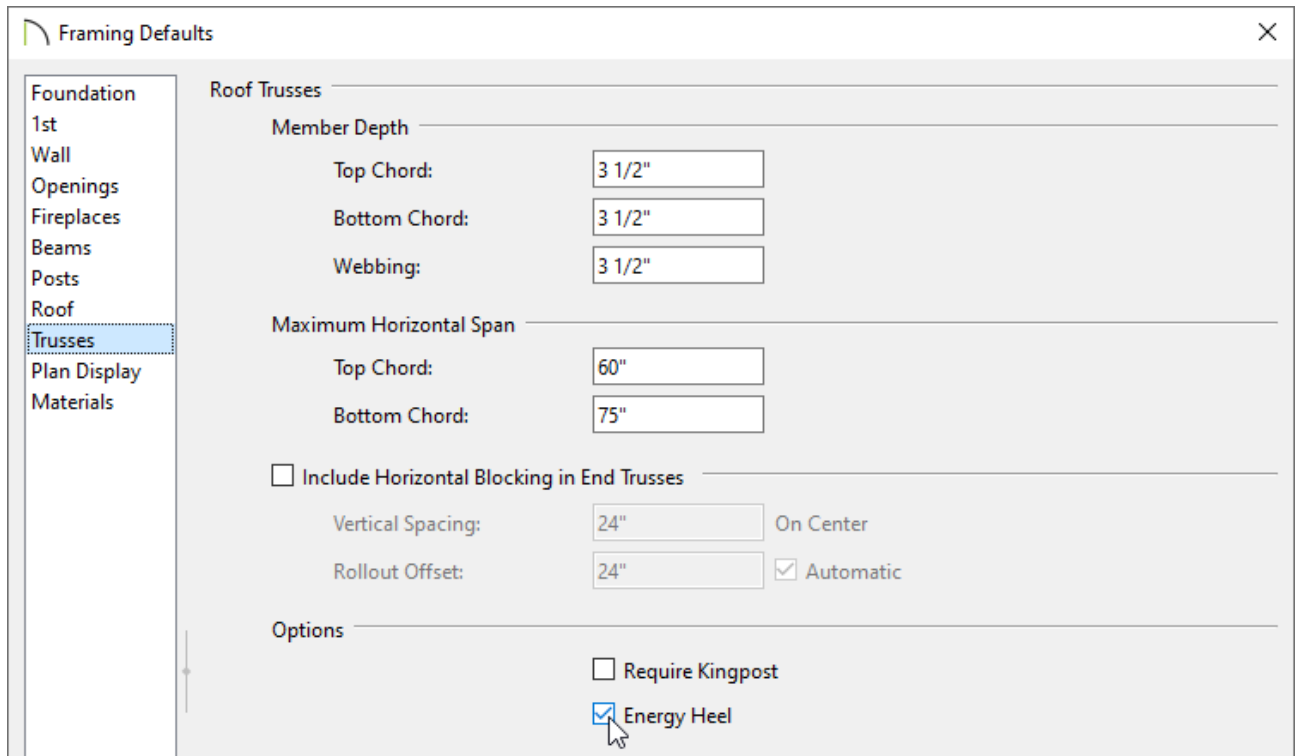 Framing Defaults
Foundation
1st
Wall
Openings
Fireplaces
Beams
Posts
Roof
Trusses
Plan Display
Materials
Roof Trusses
Member Depth
Top Chord: 3 1/2"
Bottom Chord: 3 1/2"
Webbing: 3 1/2"
Maximum Horizontal Span
Top Chord: 60"
Bottom Chord: 75"
Include Horizontal Blocking in End Trusses
Vertical Spacing: 24" On Center
Rollout Offset: 24" Automatic
Options
Require Kingpost
Energy Heel